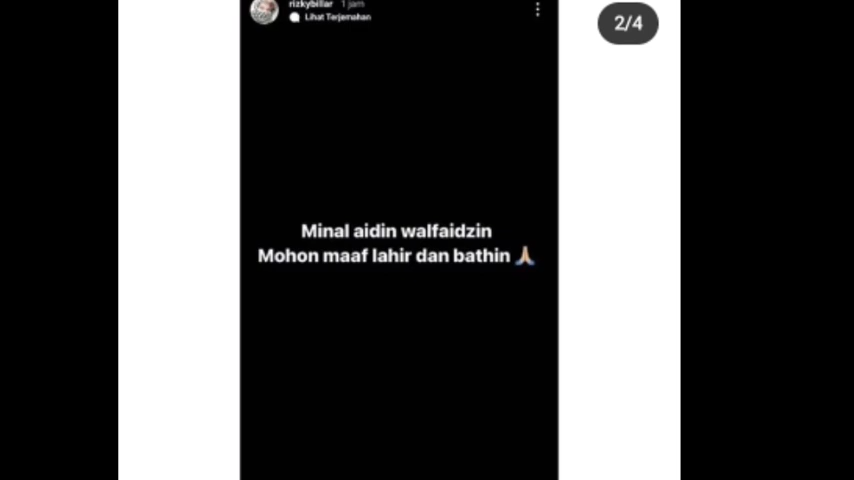 rizkybillar 1 jam
Lihat Terjemahan
2/4
Minal aidin walfaidzin
Mohon maaf lahir dan bathin 🙏🏻